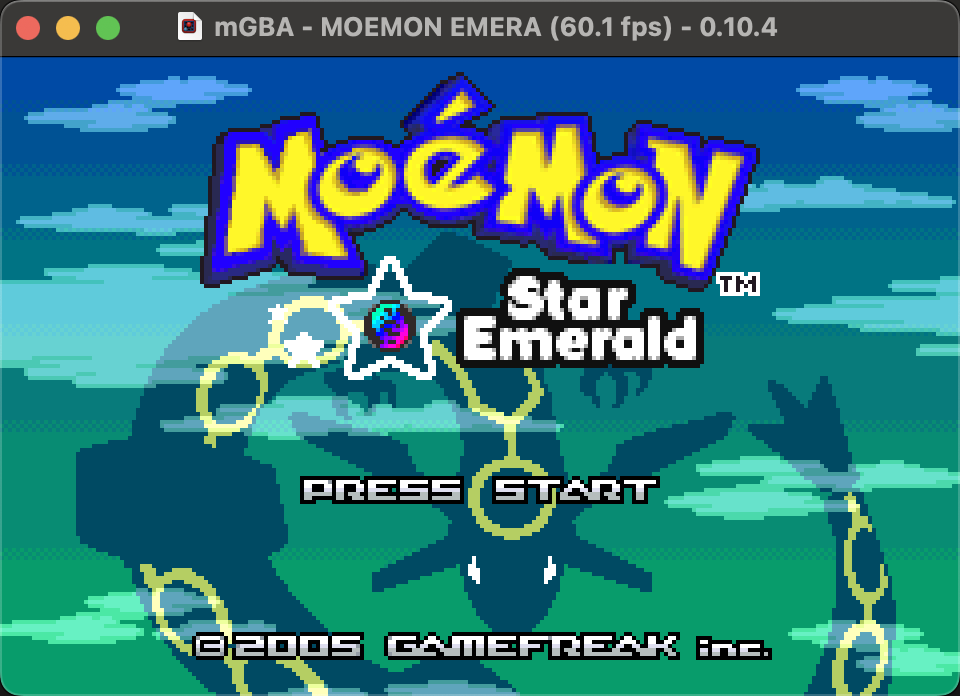 mGBA - MOEMON EMERA (60.1 fps) - 0.10.4
MoéMoN
TM
Star
Emerald
PRESS START
©2005 GAMEFREAK inc.